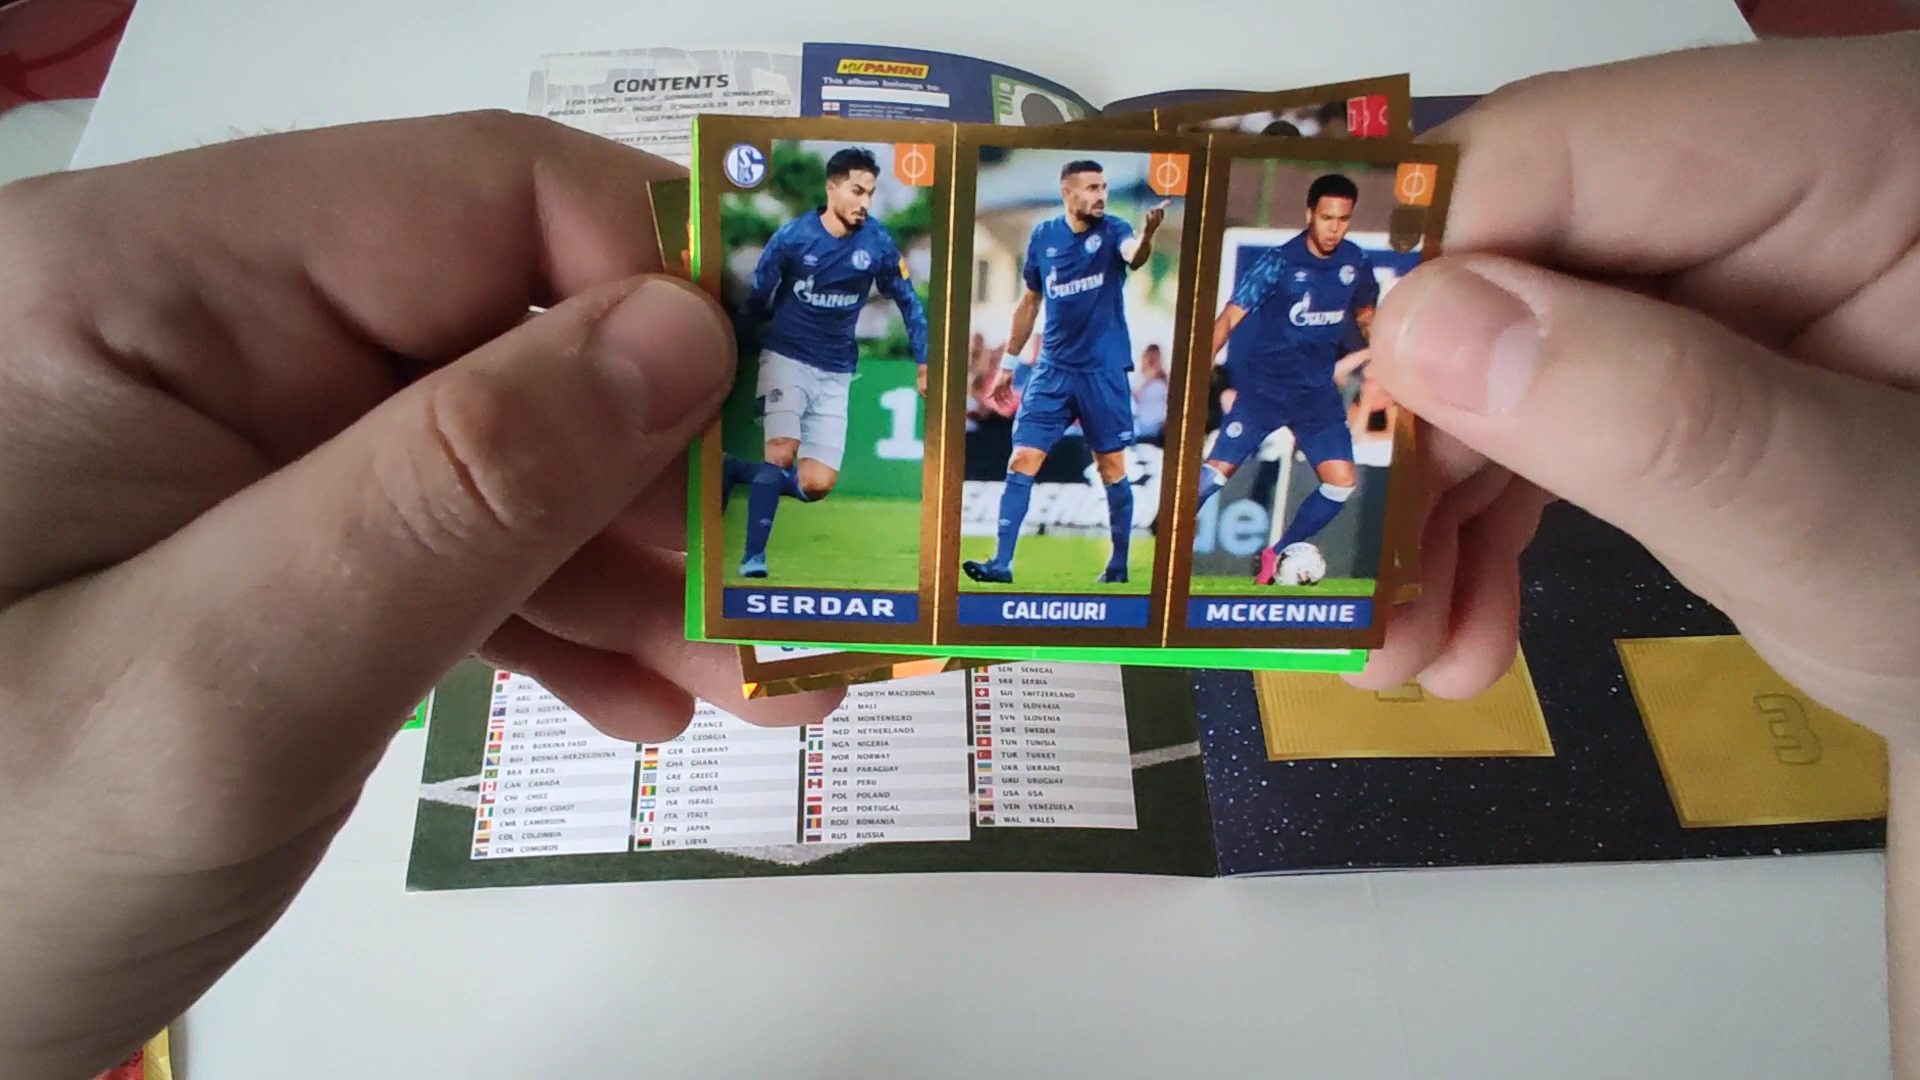 CONTENTS
MY PANINI
This album belongs to:
GAZPROM
GAZPROM
GAZPROM
1
de
SERDAR
CALIGIURI
MCKENNIE
AUT AUSTRIA
BEL BELGIUM
BFA BURKINA FASO
BIH BOSNIA-HERZEGOVINA
BRA BRAZIL
CAN CANADA
CHI CHILE
CIV IVORY COAST
CMR CAMEROON
COL COLOMBIA
COM COMOROS
FRANCE
GEORGIA
GER GERMANY
GHA GHANA
GRE GREECE
GUI GUINEA
ISR ISRAEL
ITA ITALY
JPN JAPAN
LBY LIBYA
NORTH MACEDONIA
MALI
MNE MONTENEGRO
NED NETHERLANDS
NGA NIGERIA
NOR NORWAY
PAR PARAGUAY
PER PERU
POL POLAND
POR PORTUGAL
ROU ROMANIA
RUS RUSSIA
SEN SENEGAL
SRB SERBIA
SUI SWITZERLAND
SVK SLOVAKIA
SVN SLOVENIA
SWE SWEDEN
TUN TUNISIA
TUR TURKEY
UKR UKRAINE
URU URUGUAY
USA USA
VEN VENEZUELA
WAL WALES
3